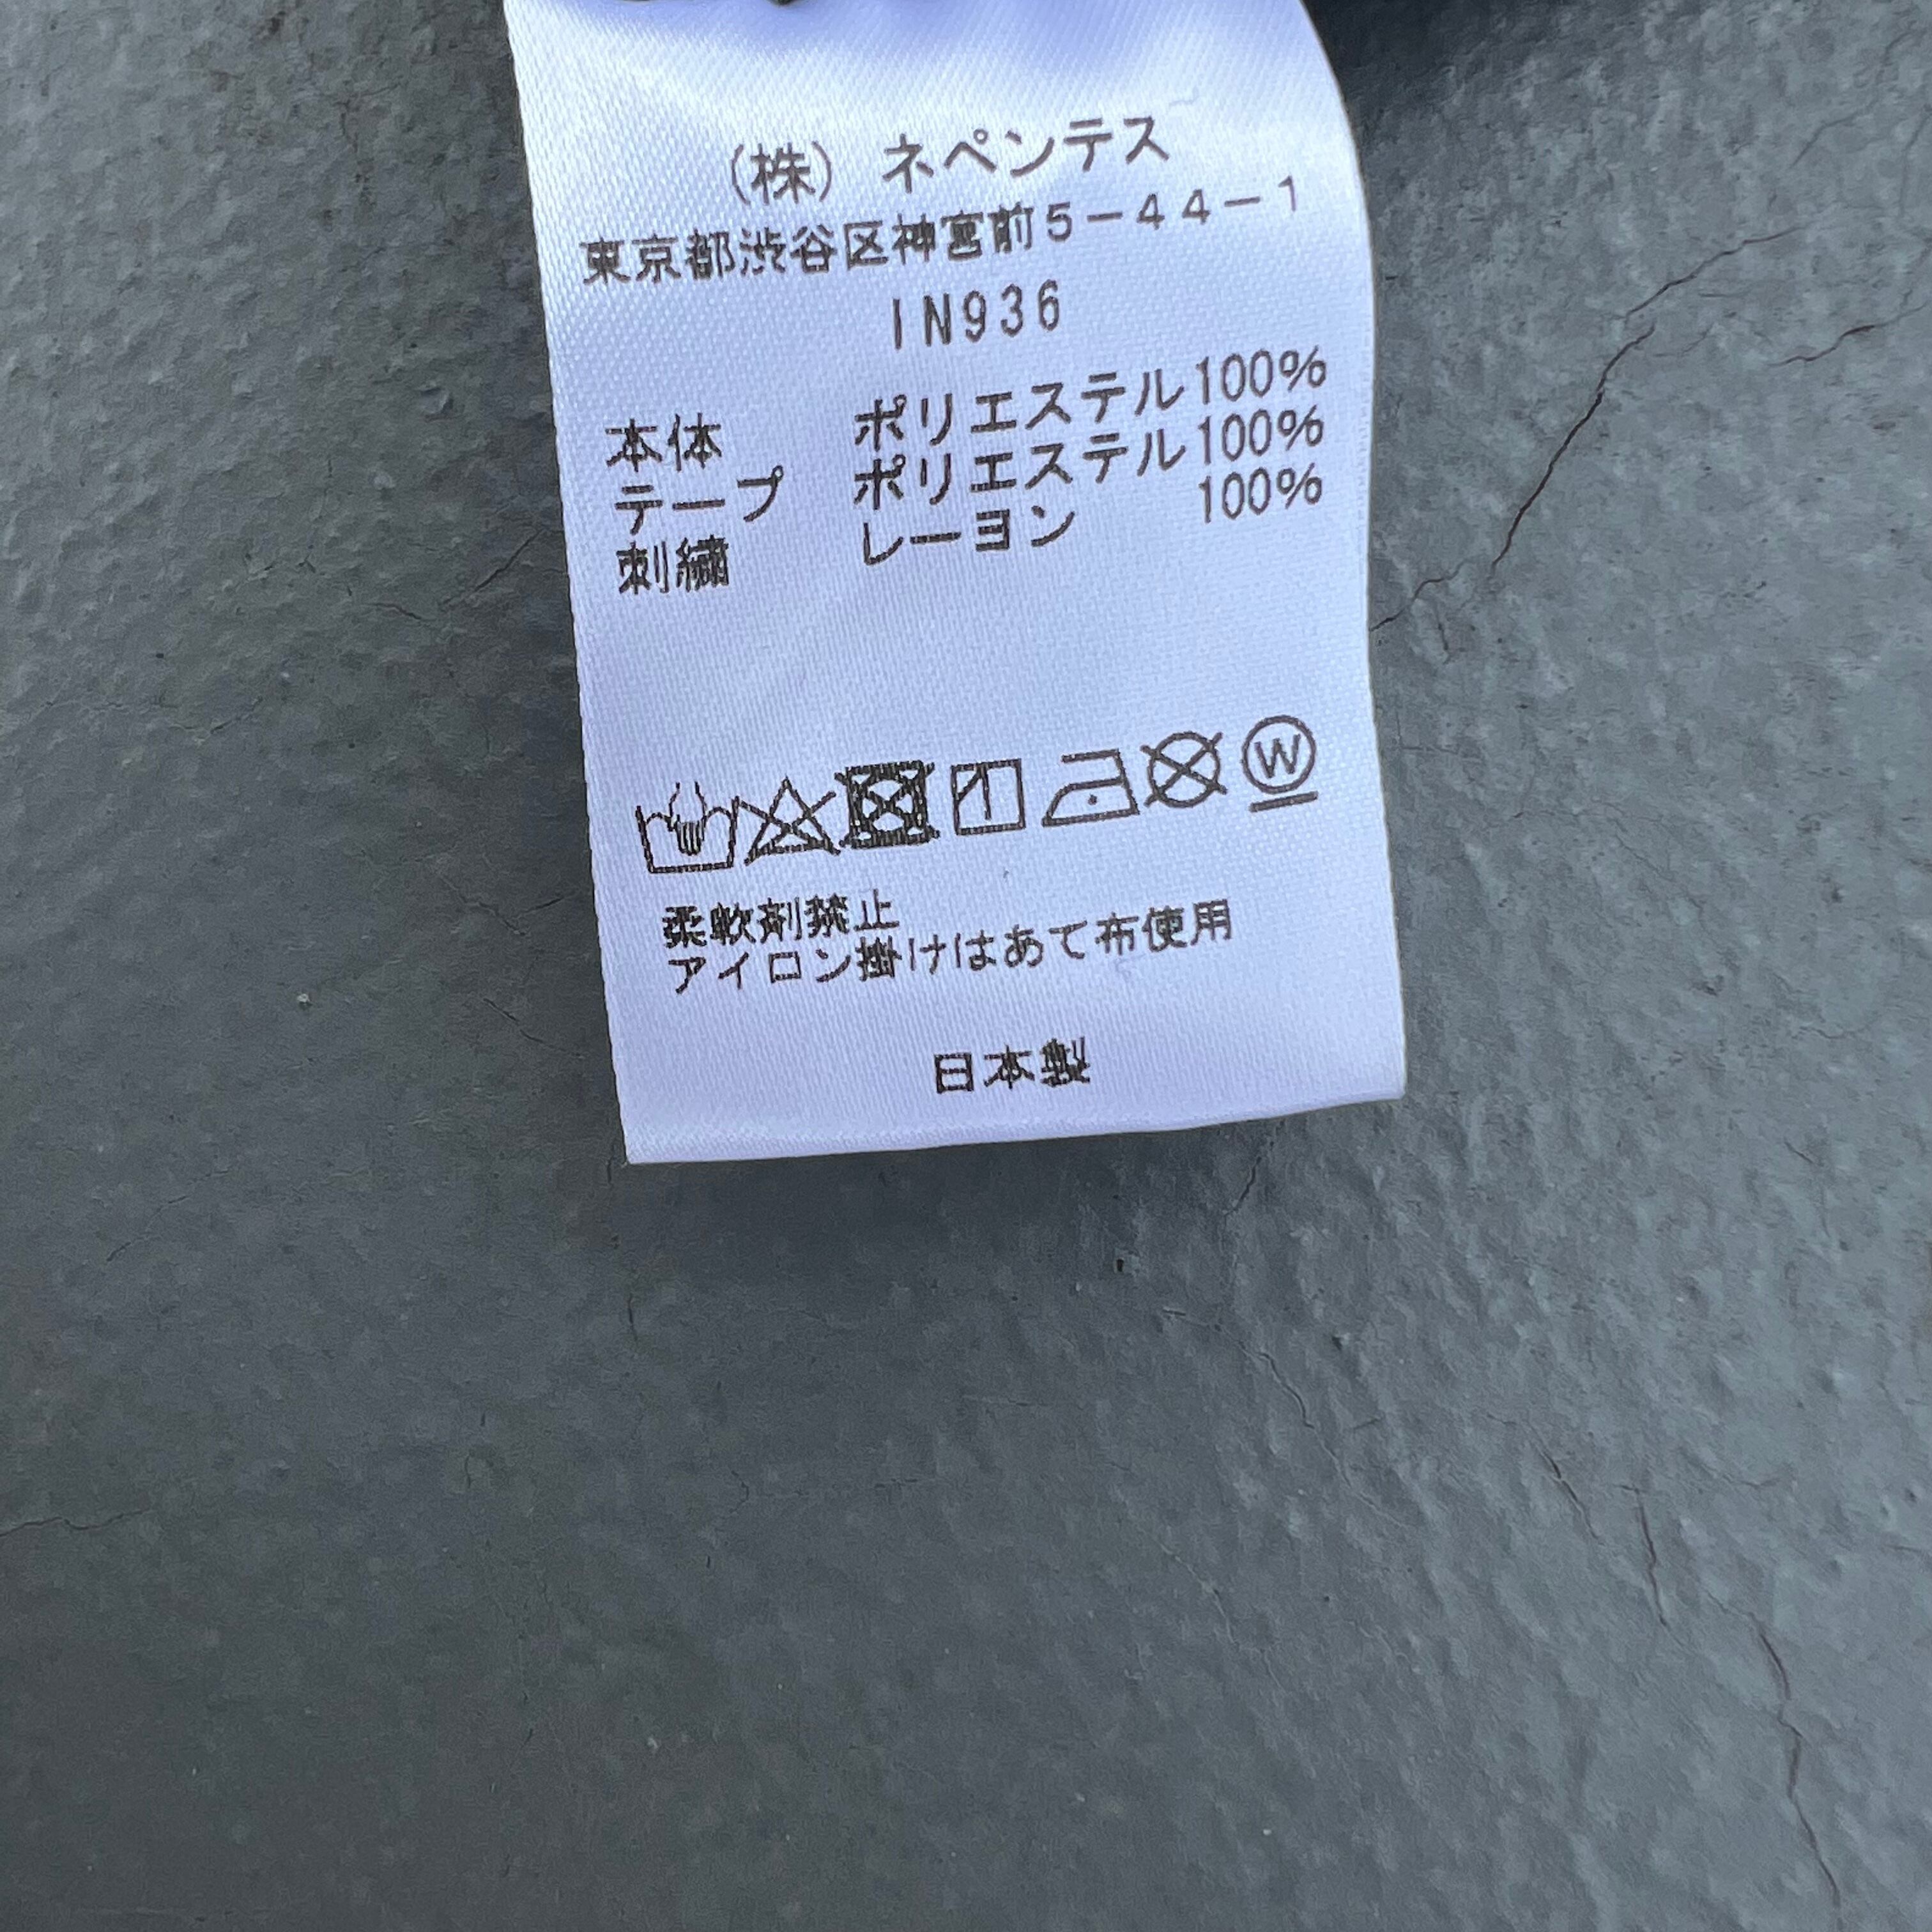 （株） ネペンテス
東京都渋谷区神宮前５－４４－１
IN936
本体 ポリエステル100%
テープ ポリエステル100%
刺繍 レーヨン 100%
W
柔軟剤禁止
アイロン掛けはあて布使用
日本製